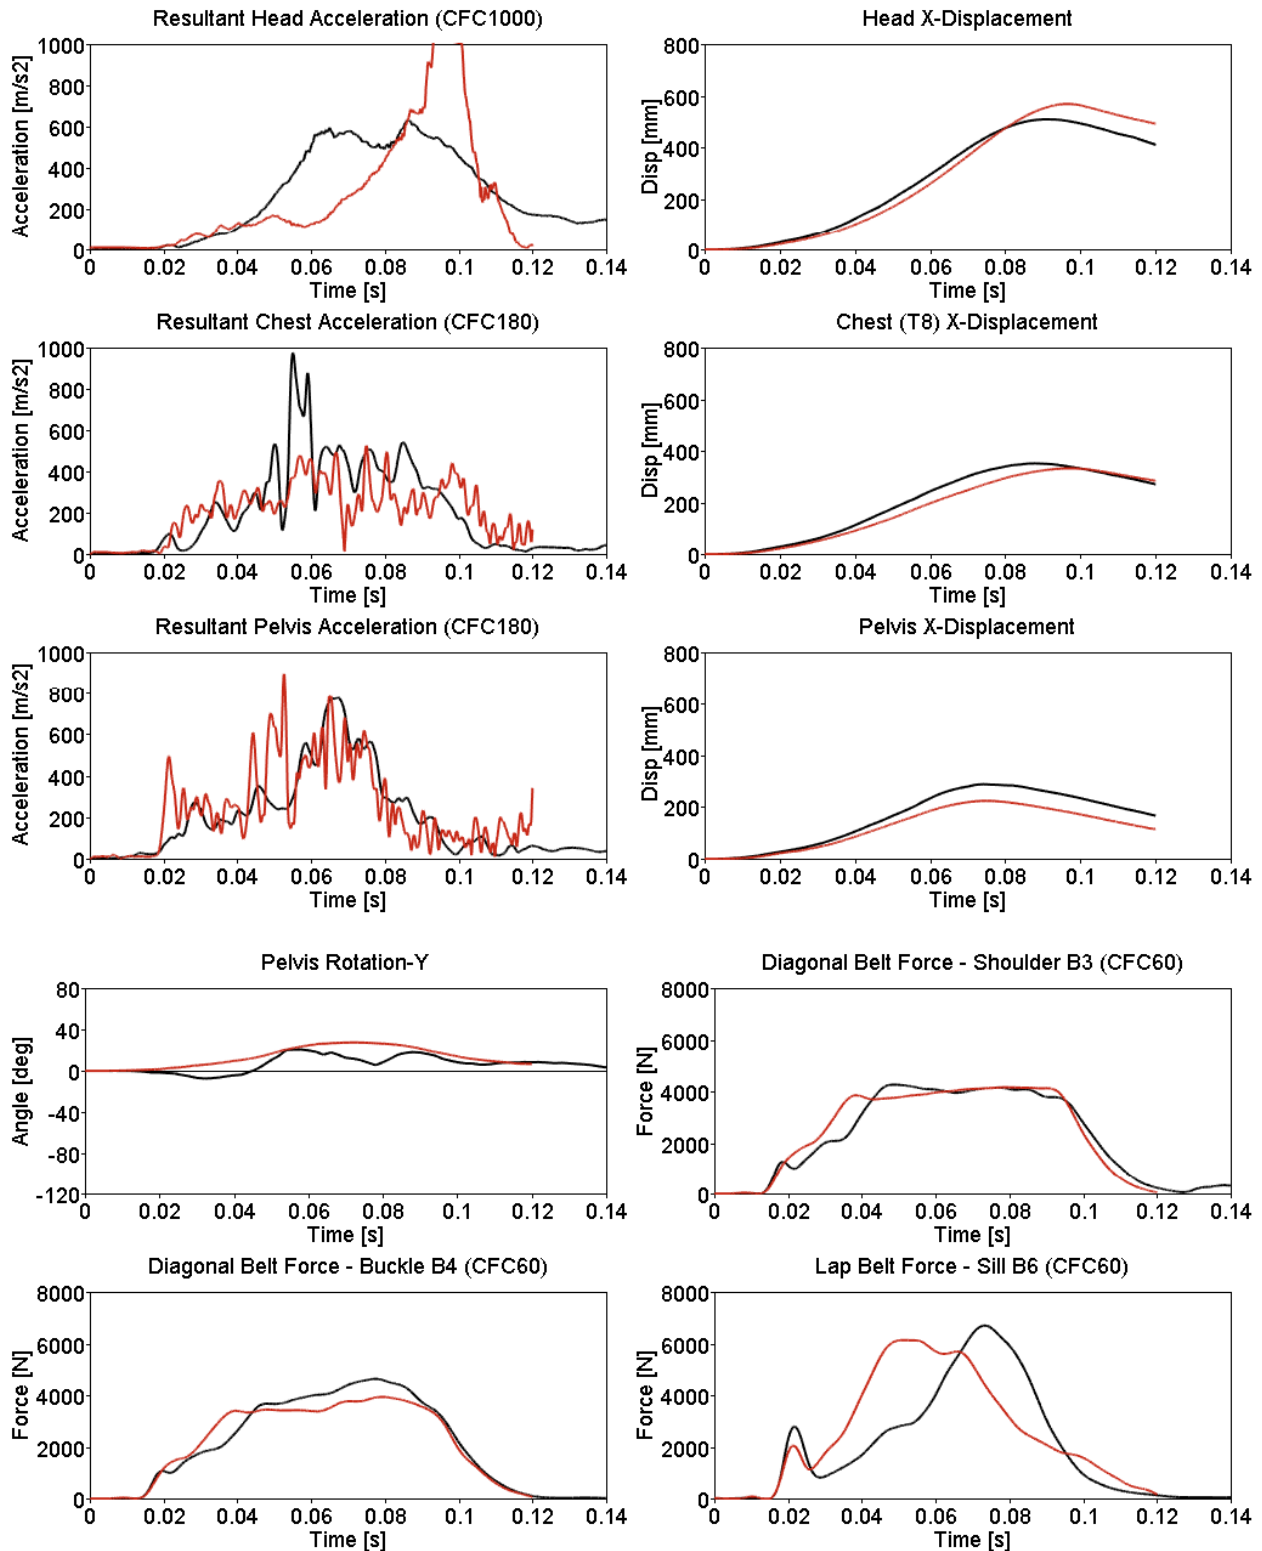 Resultant Head Acceleration (CFC1000)
Acceleration [m/s2]
1000
800
600
400
200
0
0 0.02 0.04 0.06 0.08 0.1 0.12 0.14
Time [s]
Head X-Displacement
Disp [mm]
800
600
400
200
0
0 0.02 0.04 0.06 0.08 0.1 0.12 0.14
Time [s]
Resultant Chest Acceleration (CFC180)
Acceleration [m/s2]
1000
800
600
400
200
0
0 0.02 0.04 0.06 0.08 0.1 0.12 0.14
Time [s]
Chest (T8) X-Displacement
Disp [mm]
800
600
400
200
0
0 0.02 0.04 0.06 0.08 0.1 0.12 0.14
Time [s]
Resultant Pelvis Acceleration (CFC180)
Acceleration [m/s2]
1000
800
600
400
200
0
0 0.02 0.04 0.06 0.08 0.1 0.12 0.14
Time [s]
Pelvis X-Displacement
Disp [mm]
800
600
400
200
0
0 0.02 0.04 0.06 0.08 0.1 0.12 0.14
Time [s]
Pelvis Rotation-Y
Angle [deg]
80
40
0
-40
-80
-120
0 0.02 0.04 0.06 0.08 0.1 0.12 0.14
Time [s]
Diagonal Belt Force - Shoulder B3 (CFC60)
Force [N]
8000
6000
4000
2000
0
0 0.02 0.04 0.06 0.08 0.1 0.12 0.14
Time [s]
Diagonal Belt Force - Buckle B4 (CFC60)
Force [N]
8000
6000
4000
2000
0
0 0.02 0.04 0.06 0.08 0.1 0.12 0.14
Time [s]
Lap Belt Force - Sill B6 (CFC60)
Force [N]
8000
6000
4000
2000
0
0 0.02 0.04 0.06 0.08 0.1 0.12 0.14
Time [s]